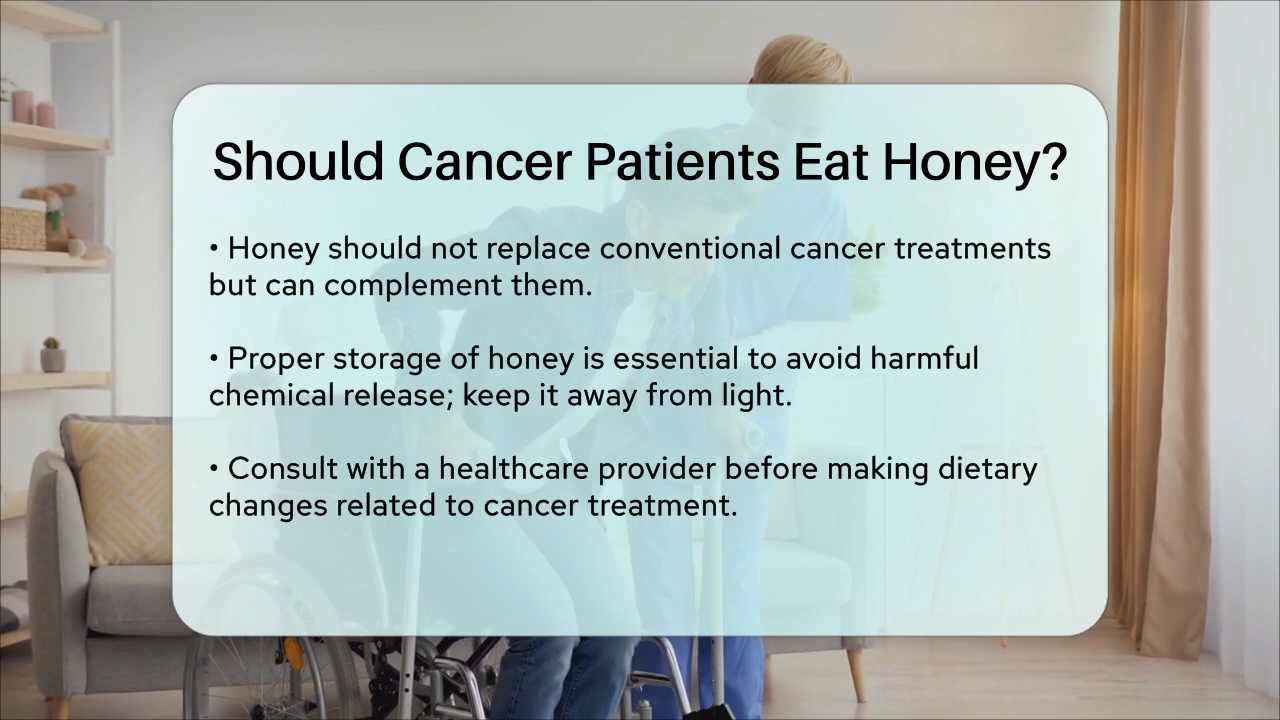 Should Cancer Patients Eat Honey?
• Honey should not replace conventional cancer treatments
but can complement them.
• Proper storage of honey is essential to avoid harmful
chemical release; keep it away from light.
• Consult with a healthcare provider before making dietary
changes related to cancer treatment.